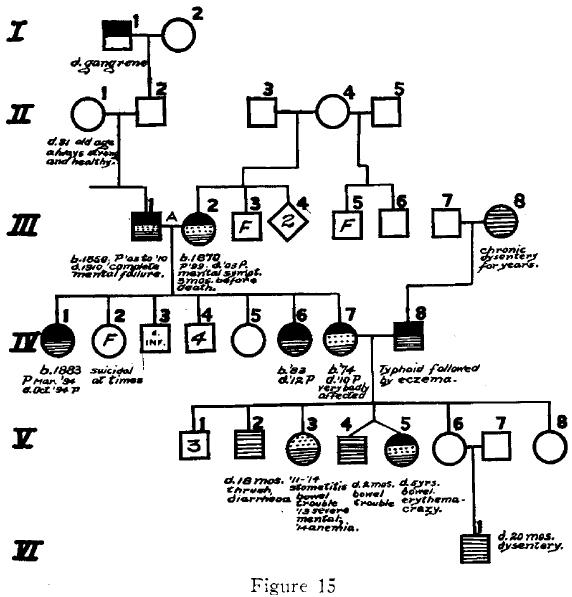 I 1 2
d. gangrene
II 1 2 3 4 5
d. 81 old age
always strong
and healthy.
III 1 A 2 3 F 4 2 5 F 6 7 8
b. 1858, P '05 to '10
d. 1910 complete
mental failure.
b. 1870
P '99. d. '03 P.
mental sympt.
3 mos. before
death.
chronic
dysentery
for years.
IV 1 2 F 3 INF. 4 4 5 6 7 8
b. 1883
P Mar. '94
d. Oct. '94 P
suicidal
at times
b. '83
d. '12 P
b. '74
d. '10 P
very badly
affected
Typhoid followed
by eczema.
V 1 3 2 3 4 5 6 7 8
d. 18 mos.
thrush,
diarrhoea
'11-'14
stomatitis
bowel
trouble
'13 severe
mental,
'14 anemia.
d. 2 mos.
bowel
trouble
d. 5 yrs.
bowel.
erythema-
crazy.
VI 1
d. 20 mos.
dysentery.
Figure 15